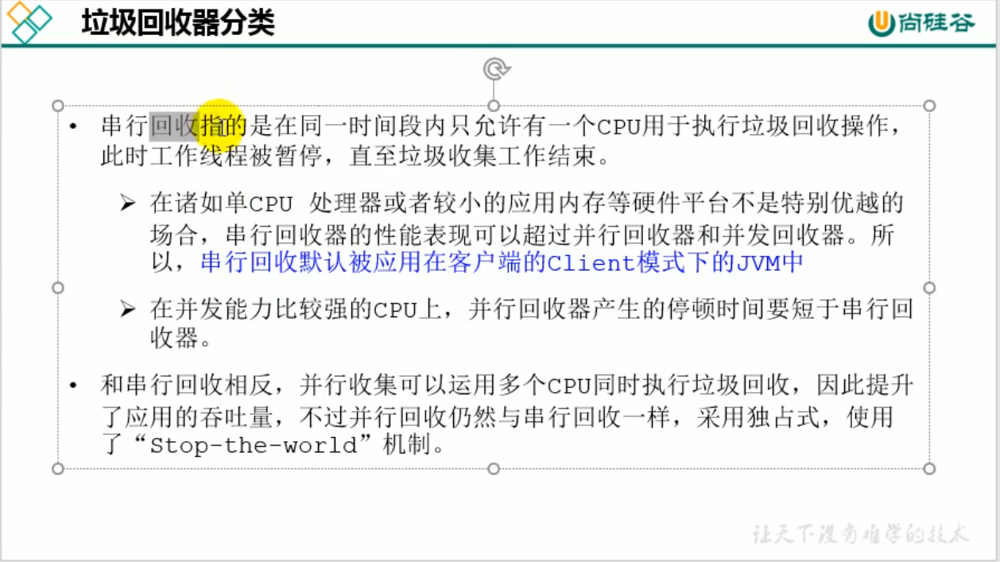 垃圾回收器分类
尚硅谷
• 串行回收指的是在同一时间段内只允许有一个CPU用于执行垃圾回收操作，
此时工作线程被暂停，直至垃圾收集工作结束。
➢ 在诸如单CPU 处理器或者较小的应用内存等硬件平台不是特别优越的
场合，串行回收器的性能表现可以超过并行回收器和并发回收器。所
以，串行回收默认被应用在客户端的Client模式下的JVM中
➢ 在并发能力比较强的CPU上，并行回收器产生的停顿时间要短于串行回
收器。
• 和串行回收相反，并行收集可以运用多个CPU同时执行垃圾回收，因此提升
了应用的吞吐量，不过并行回收仍然与串行回收一样，采用独占式，使用
了“Stop-the-world”机制。
让天下没有难学的技术